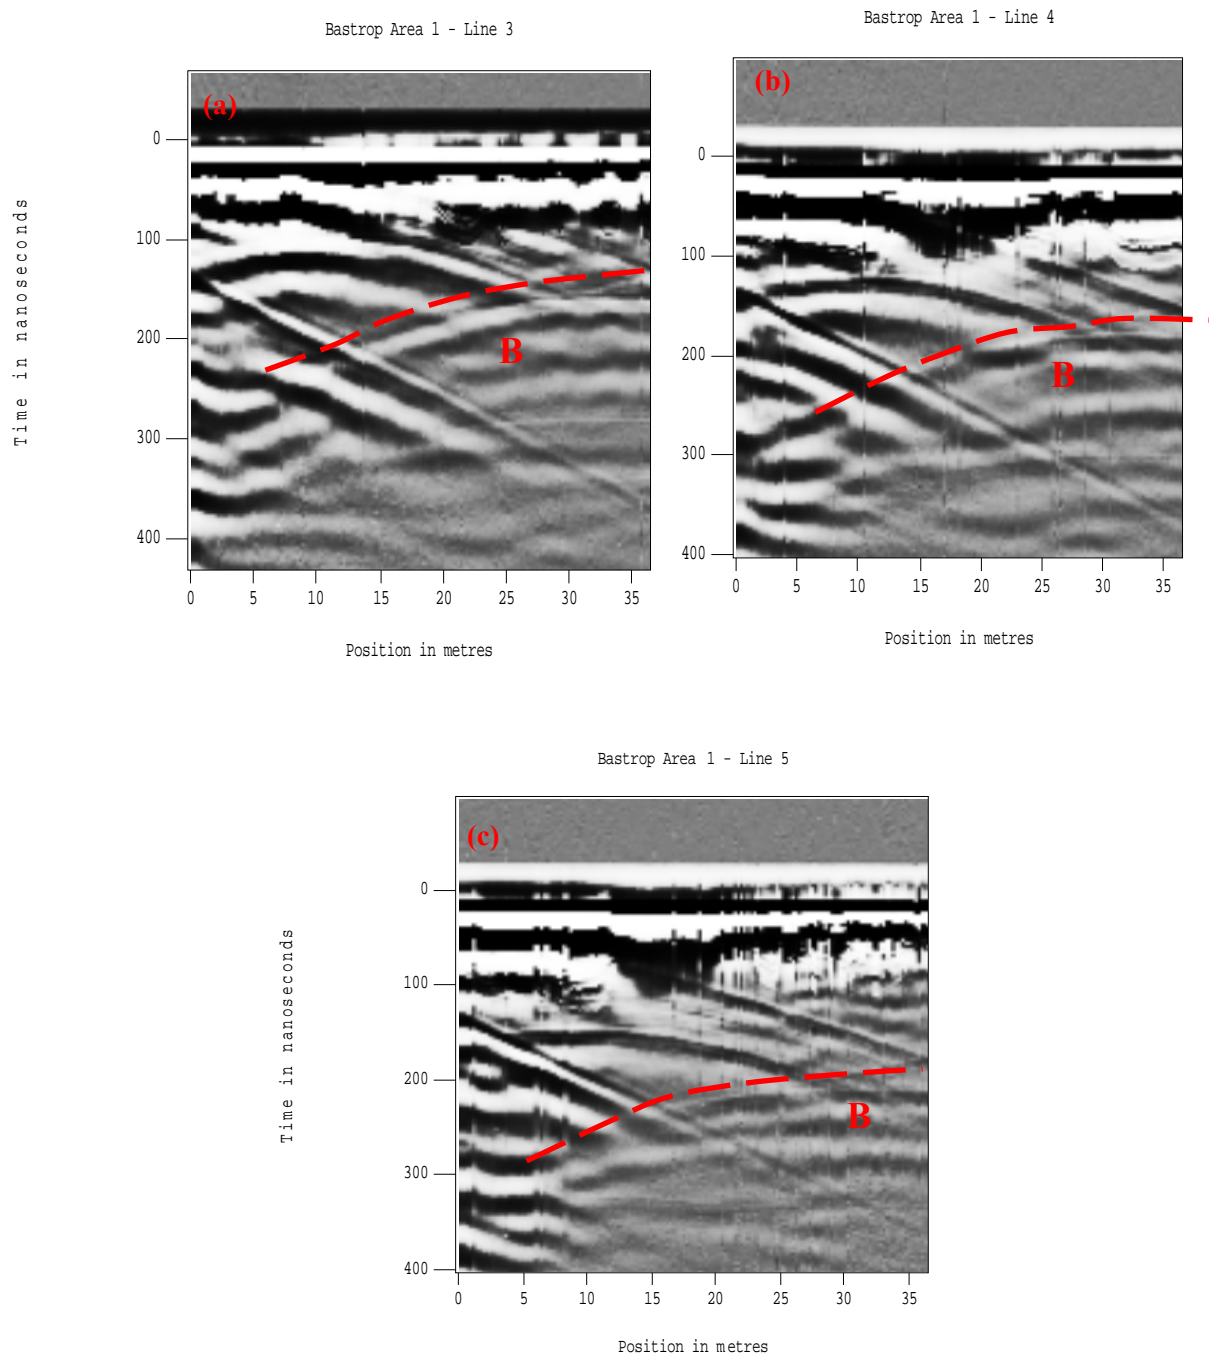 Bastrop Area 1 - Line 3
(a)
Time in nanoseconds
0
100
200
300
400
B
0 5 10 15 20 25 30 35
Position in metres
Bastrop Area 1 - Line 4
(b)
0
100
200
300
400
B
0 5 10 15 20 25 30 35
Position in metres
Bastrop Area 1 - Line 5
(c)
Time in nanoseconds
0
100
200
300
400
B
0 5 10 15 20 25 30 35
Position in metres